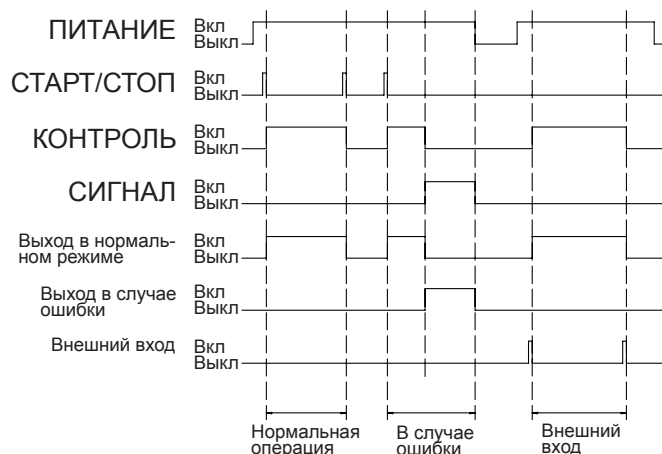 ПИТАНИЕ Вкл
Выкл
СТАРТ/СТОП Вкл
Выкл
КОНТРОЛЬ Вкл
Выкл
СИГНАЛ Вкл
Выкл
Выход в нормаль-
ном режиме
Вкл
Выкл
Выход в случае
ошибки
Вкл
Выкл
Внешний вход Вкл
Выкл
Нормальная
операция
В случае
ошибки
Внешний
вход